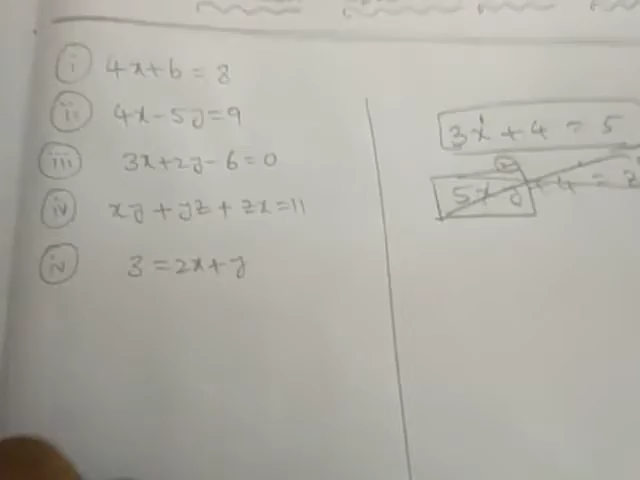 i 4x+6=8
ii 4x-5y=9
iii 3x+2y-6=0
iv xy+yz+zx=11
iv 3=2x+y
3x+4=5